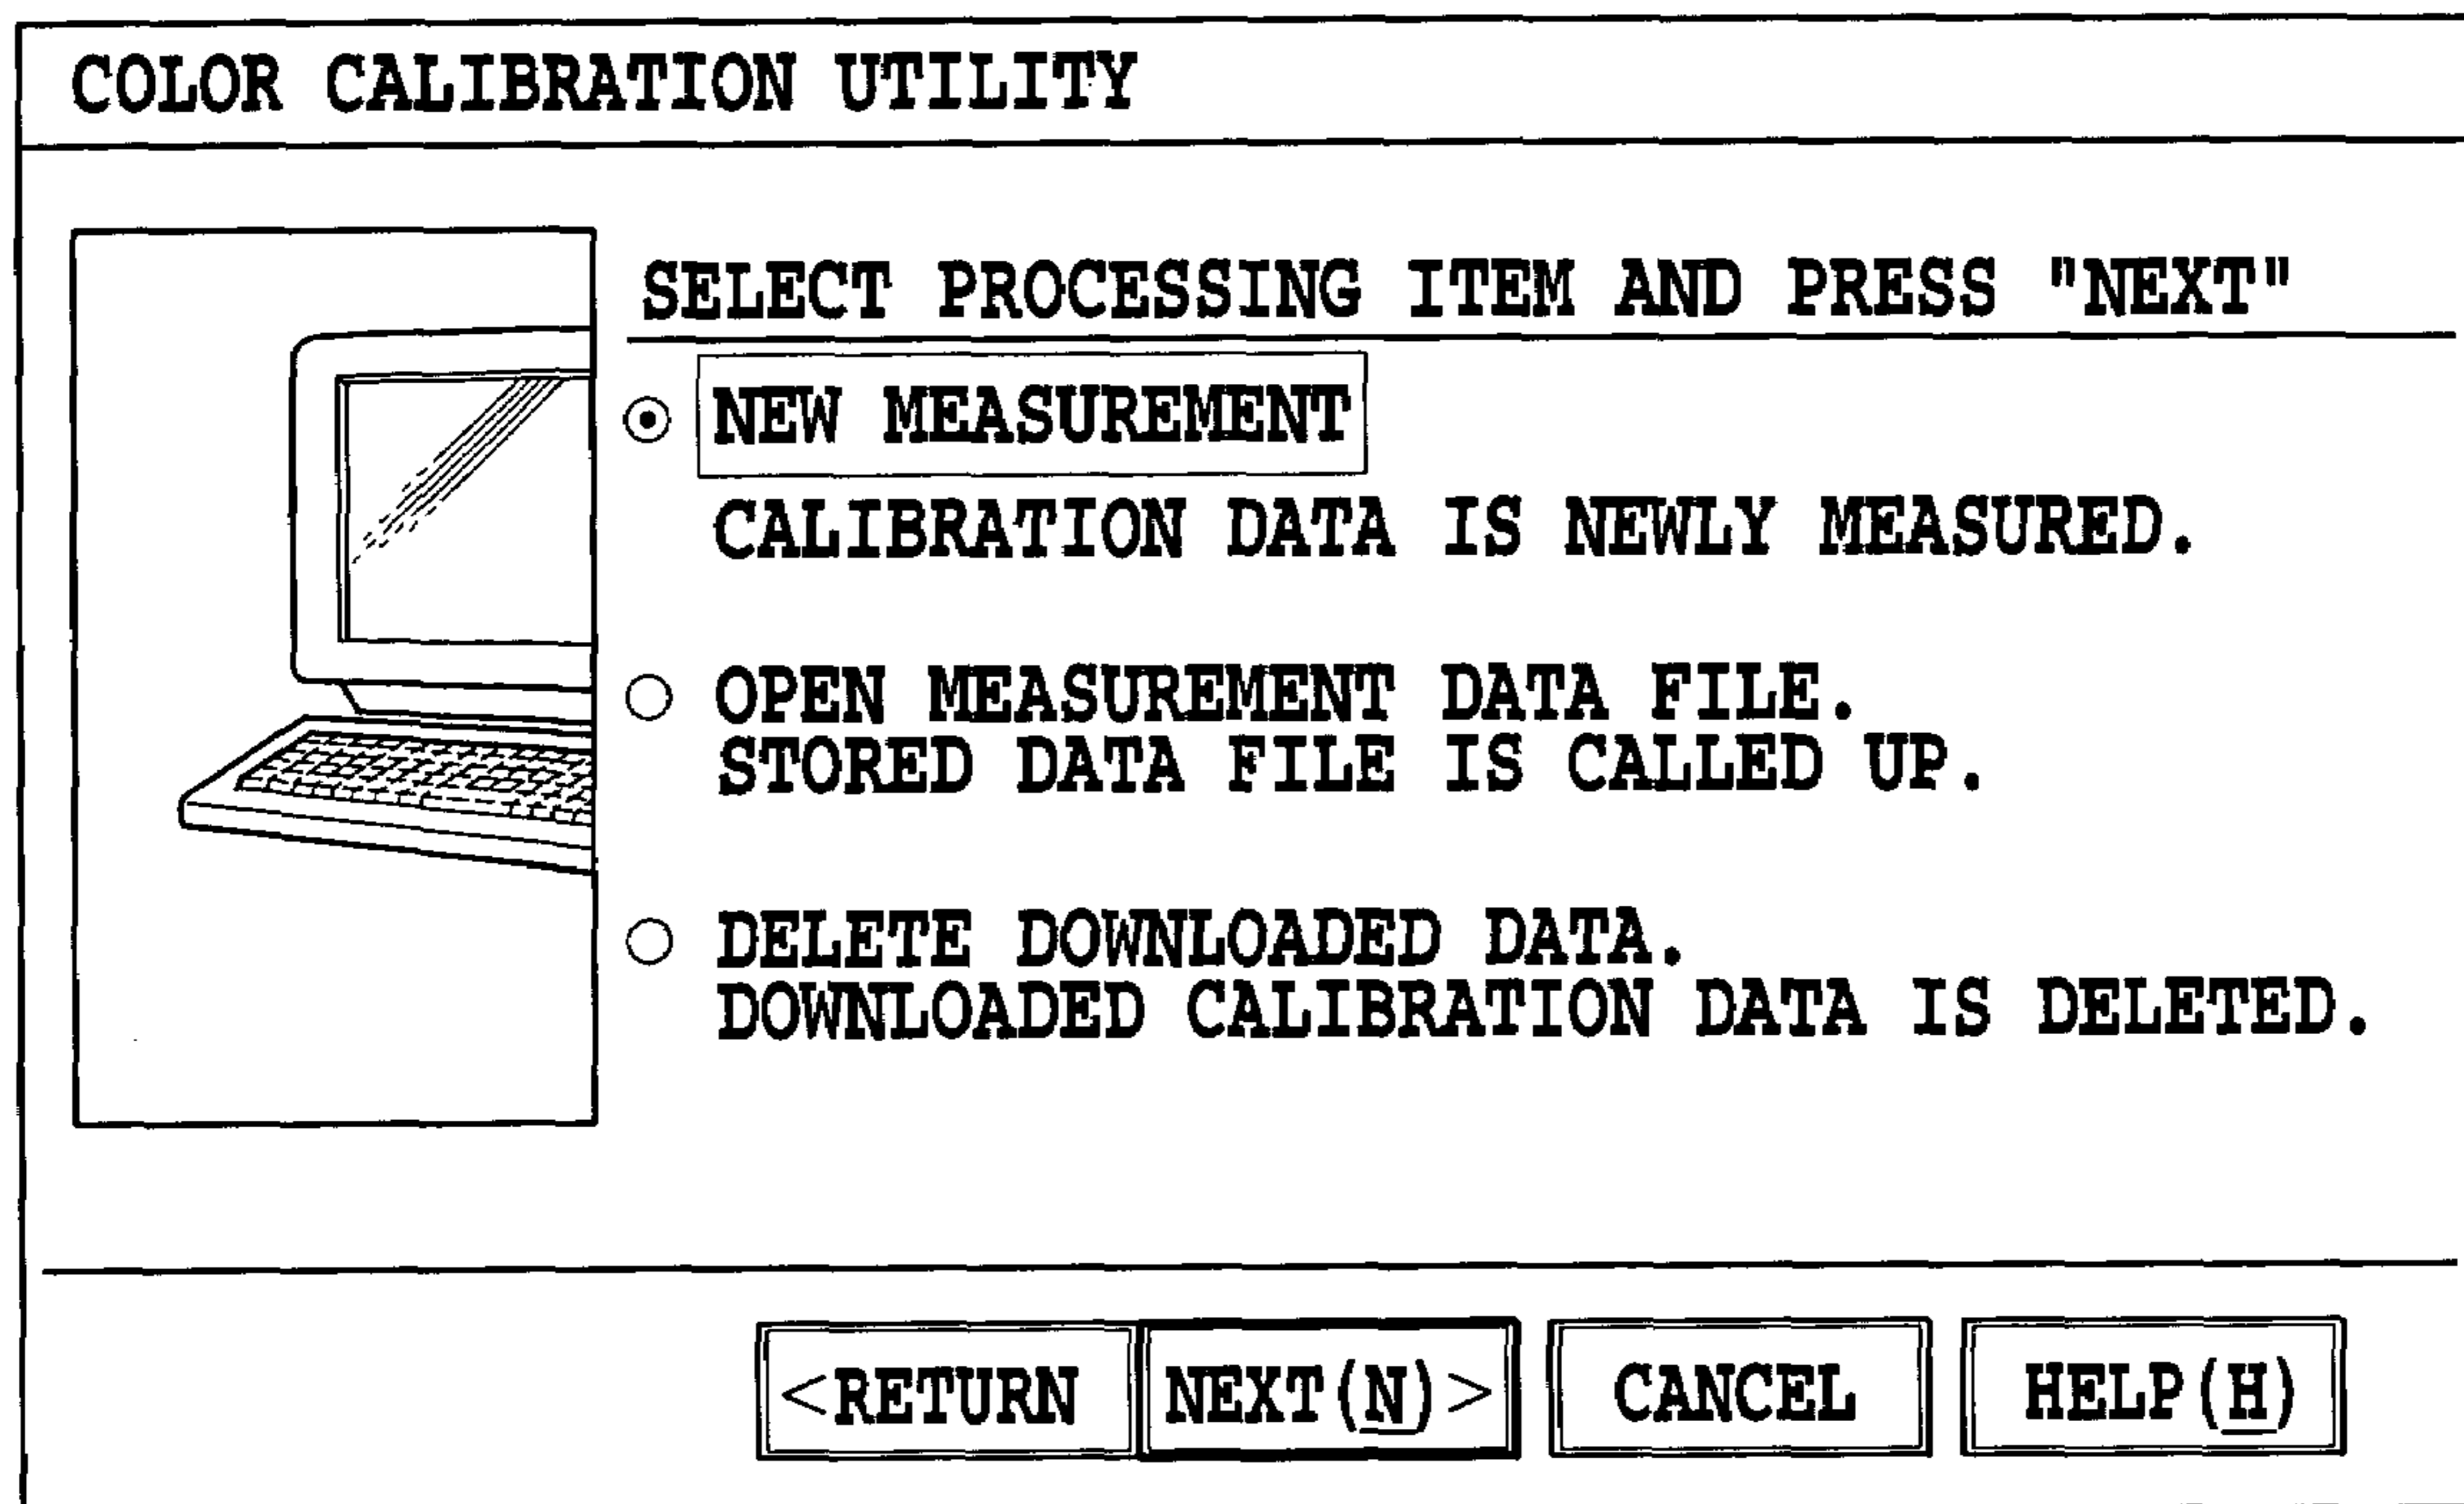 COLOR CALIBRATION UTILITY
SELECT PROCESSING ITEM AND PRESS "NEXT"
NEW MEASUREMENT
CALIBRATION DATA IS NEWLY MEASURED.
OPEN MEASUREMENT DATA FILE.
STORED DATA FILE IS CALLED UP.
DELETE DOWNLOADED DATA.
DOWNLOADED CALIBRATION DATA IS DELETED.
<RETURN NEXT(N)> CANCEL HELP(H)